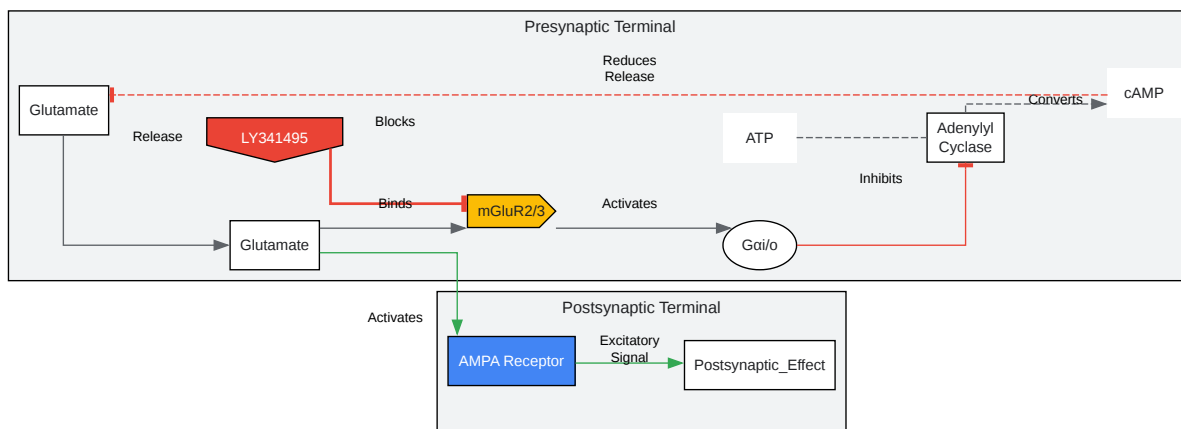 Presynaptic Terminal
Reduces
Release
Glutamate
Release
LY341495
Blocks
ATP
Adenylyl
Cyclase
Converts
cAMP
Inhibits
Binds
mGluR2/3
Activates
Glutamate
Gαi/o
Postsynaptic Terminal
Activates
AMPA Receptor
Excitatory
Signal
Postsynaptic_Effect